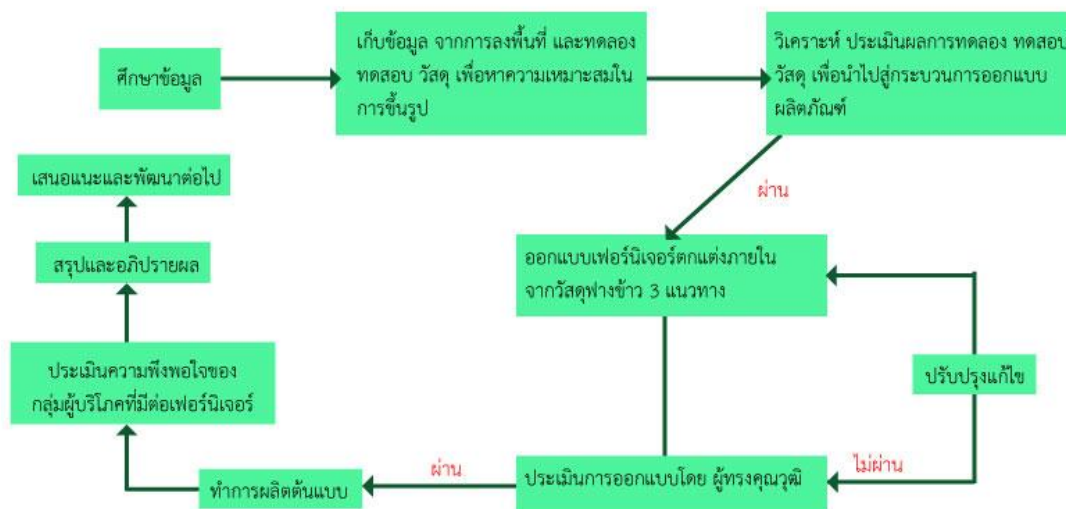 ศึกษาข้อมูล
เก็บข้อมูล จากการลงพื้นที่ และทดลอง
ทดสอบ วัสดุ เพื่อหาความเหมาะสมใน
การขึ้นรูป
วิเคราะห์ ประเมินผลการทดลอง ทดสอบ
วัสดุ เพื่อนำไปสู่กระบวนการออกแบบ
ผลิตภัณฑ์
ผ่าน
ออกแบบเฟอร์นิเจอร์ตกแต่งภายใน
จากวัสดุฟางข้าว 3 แนวทาง
ปรับปรุงแก้ไข
ไม่ผ่าน
ประเมินการออกแบบโดย ผู้ทรงคุณวุฒิ
ผ่าน
ทำการผลิตต้นแบบ
ประเมินความพึงพอใจของ
กลุ่มผู้บริโภคที่มีต่อเฟอร์นิเจอร์
สรุปและอภิปรายผล
เสนอแนะและพัฒนาต่อไป